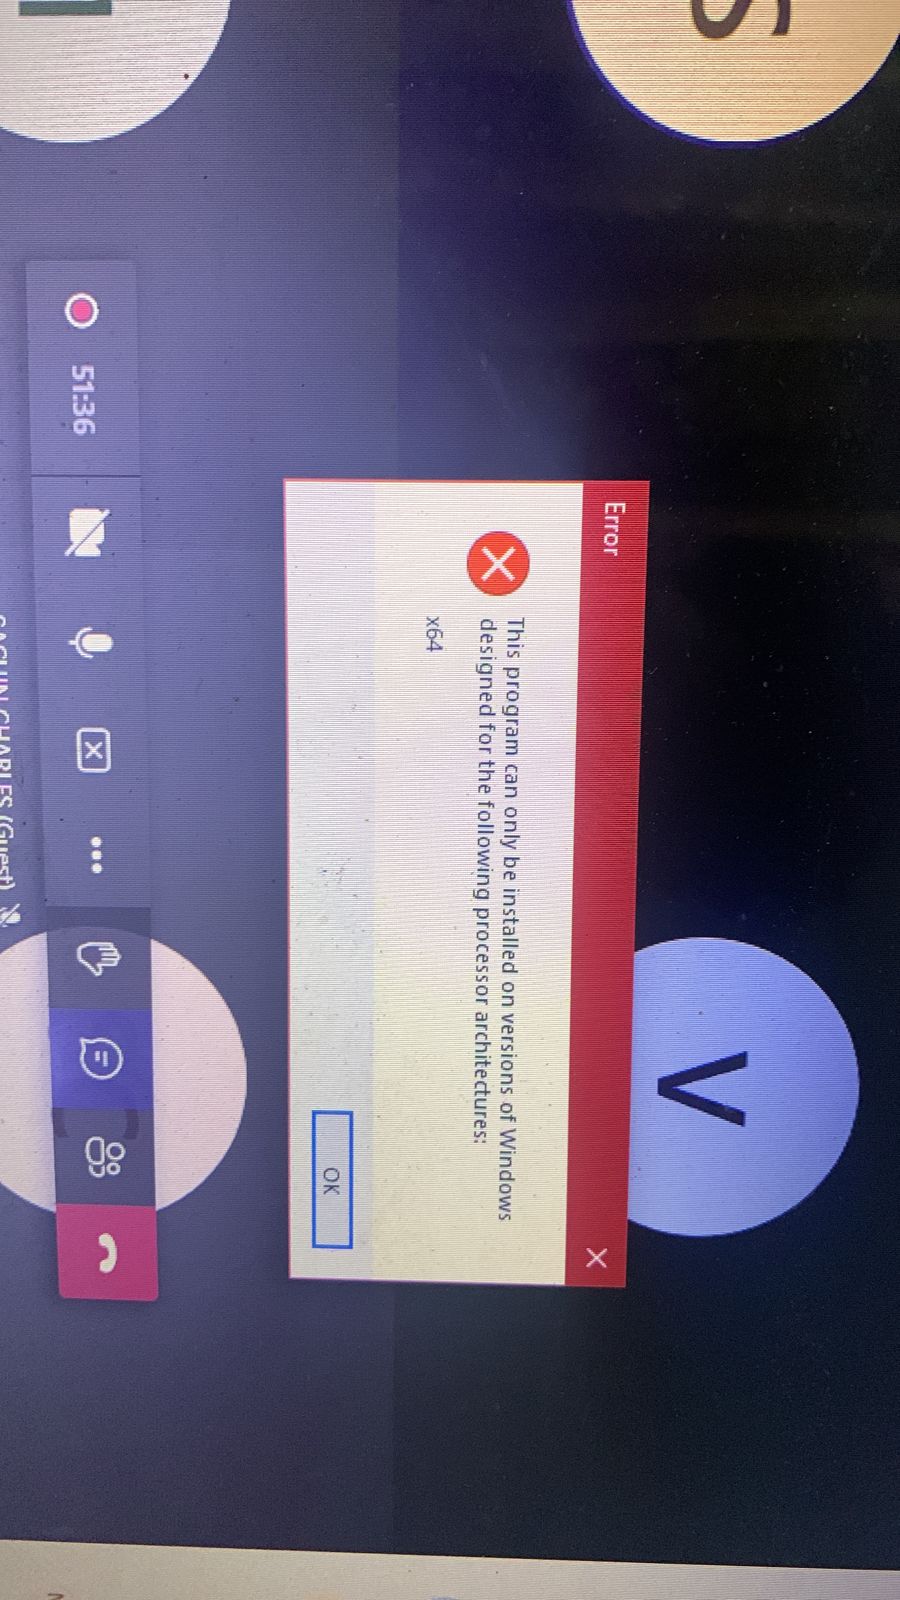 S
V
Error
This program can only be installed on versions of Windows
designed for the following processor architectures:
x64
OK
51:36
CHARLES (Guest)